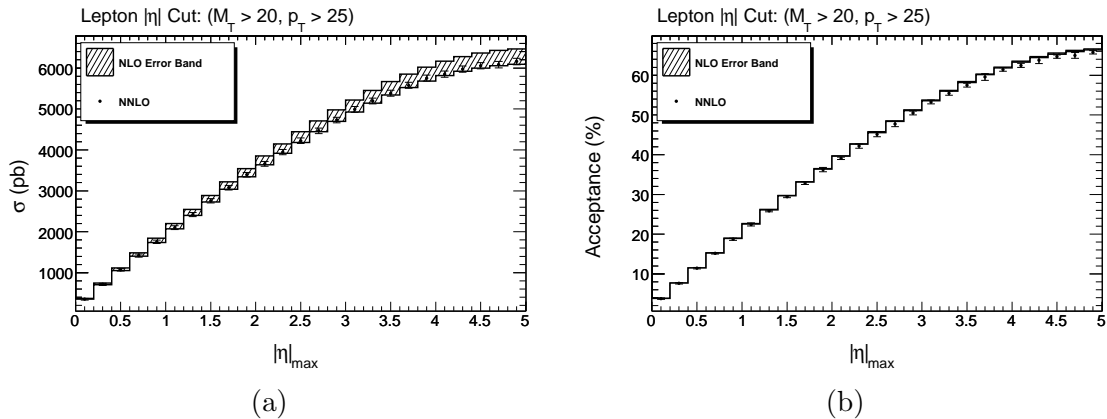 Lepton |η| Cut: (M_T > 20, p_T > 25)
NLO Error Band
NNLO
σ (pb)
6000
5000
4000
3000
2000
1000
0 0.5 1 1.5 2 2.5 3 3.5 4 4.5 5
|η|max
(a)
Lepton |η| Cut: (M_T > 20, p_T > 25)
NLO Error Band
NNLO
Acceptance (%)
60
50
40
30
20
10
0 0.5 1 1.5 2 2.5 3 3.5 4 4.5 5
|η|max
(b)